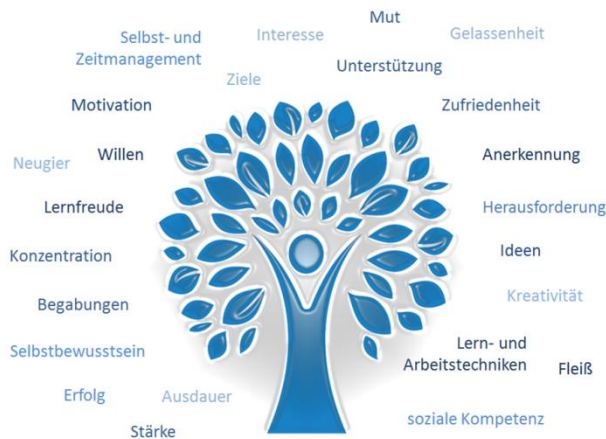 Mut
Interesse
Gelassenheit
Selbst- und
Zeitmanagement
Unterstützung
Ziele
Motivation
Zufriedenheit
Neugier
Willen
Anerkennung
Lernfreude
Herausforderung
Konzentration
Ideen
Begabungen
Kreativität
Selbstbewusstsein
Lern- und
Arbeitstechniken
Fleiß
Erfolg
Ausdauer
soziale Kompetenz
Stärke